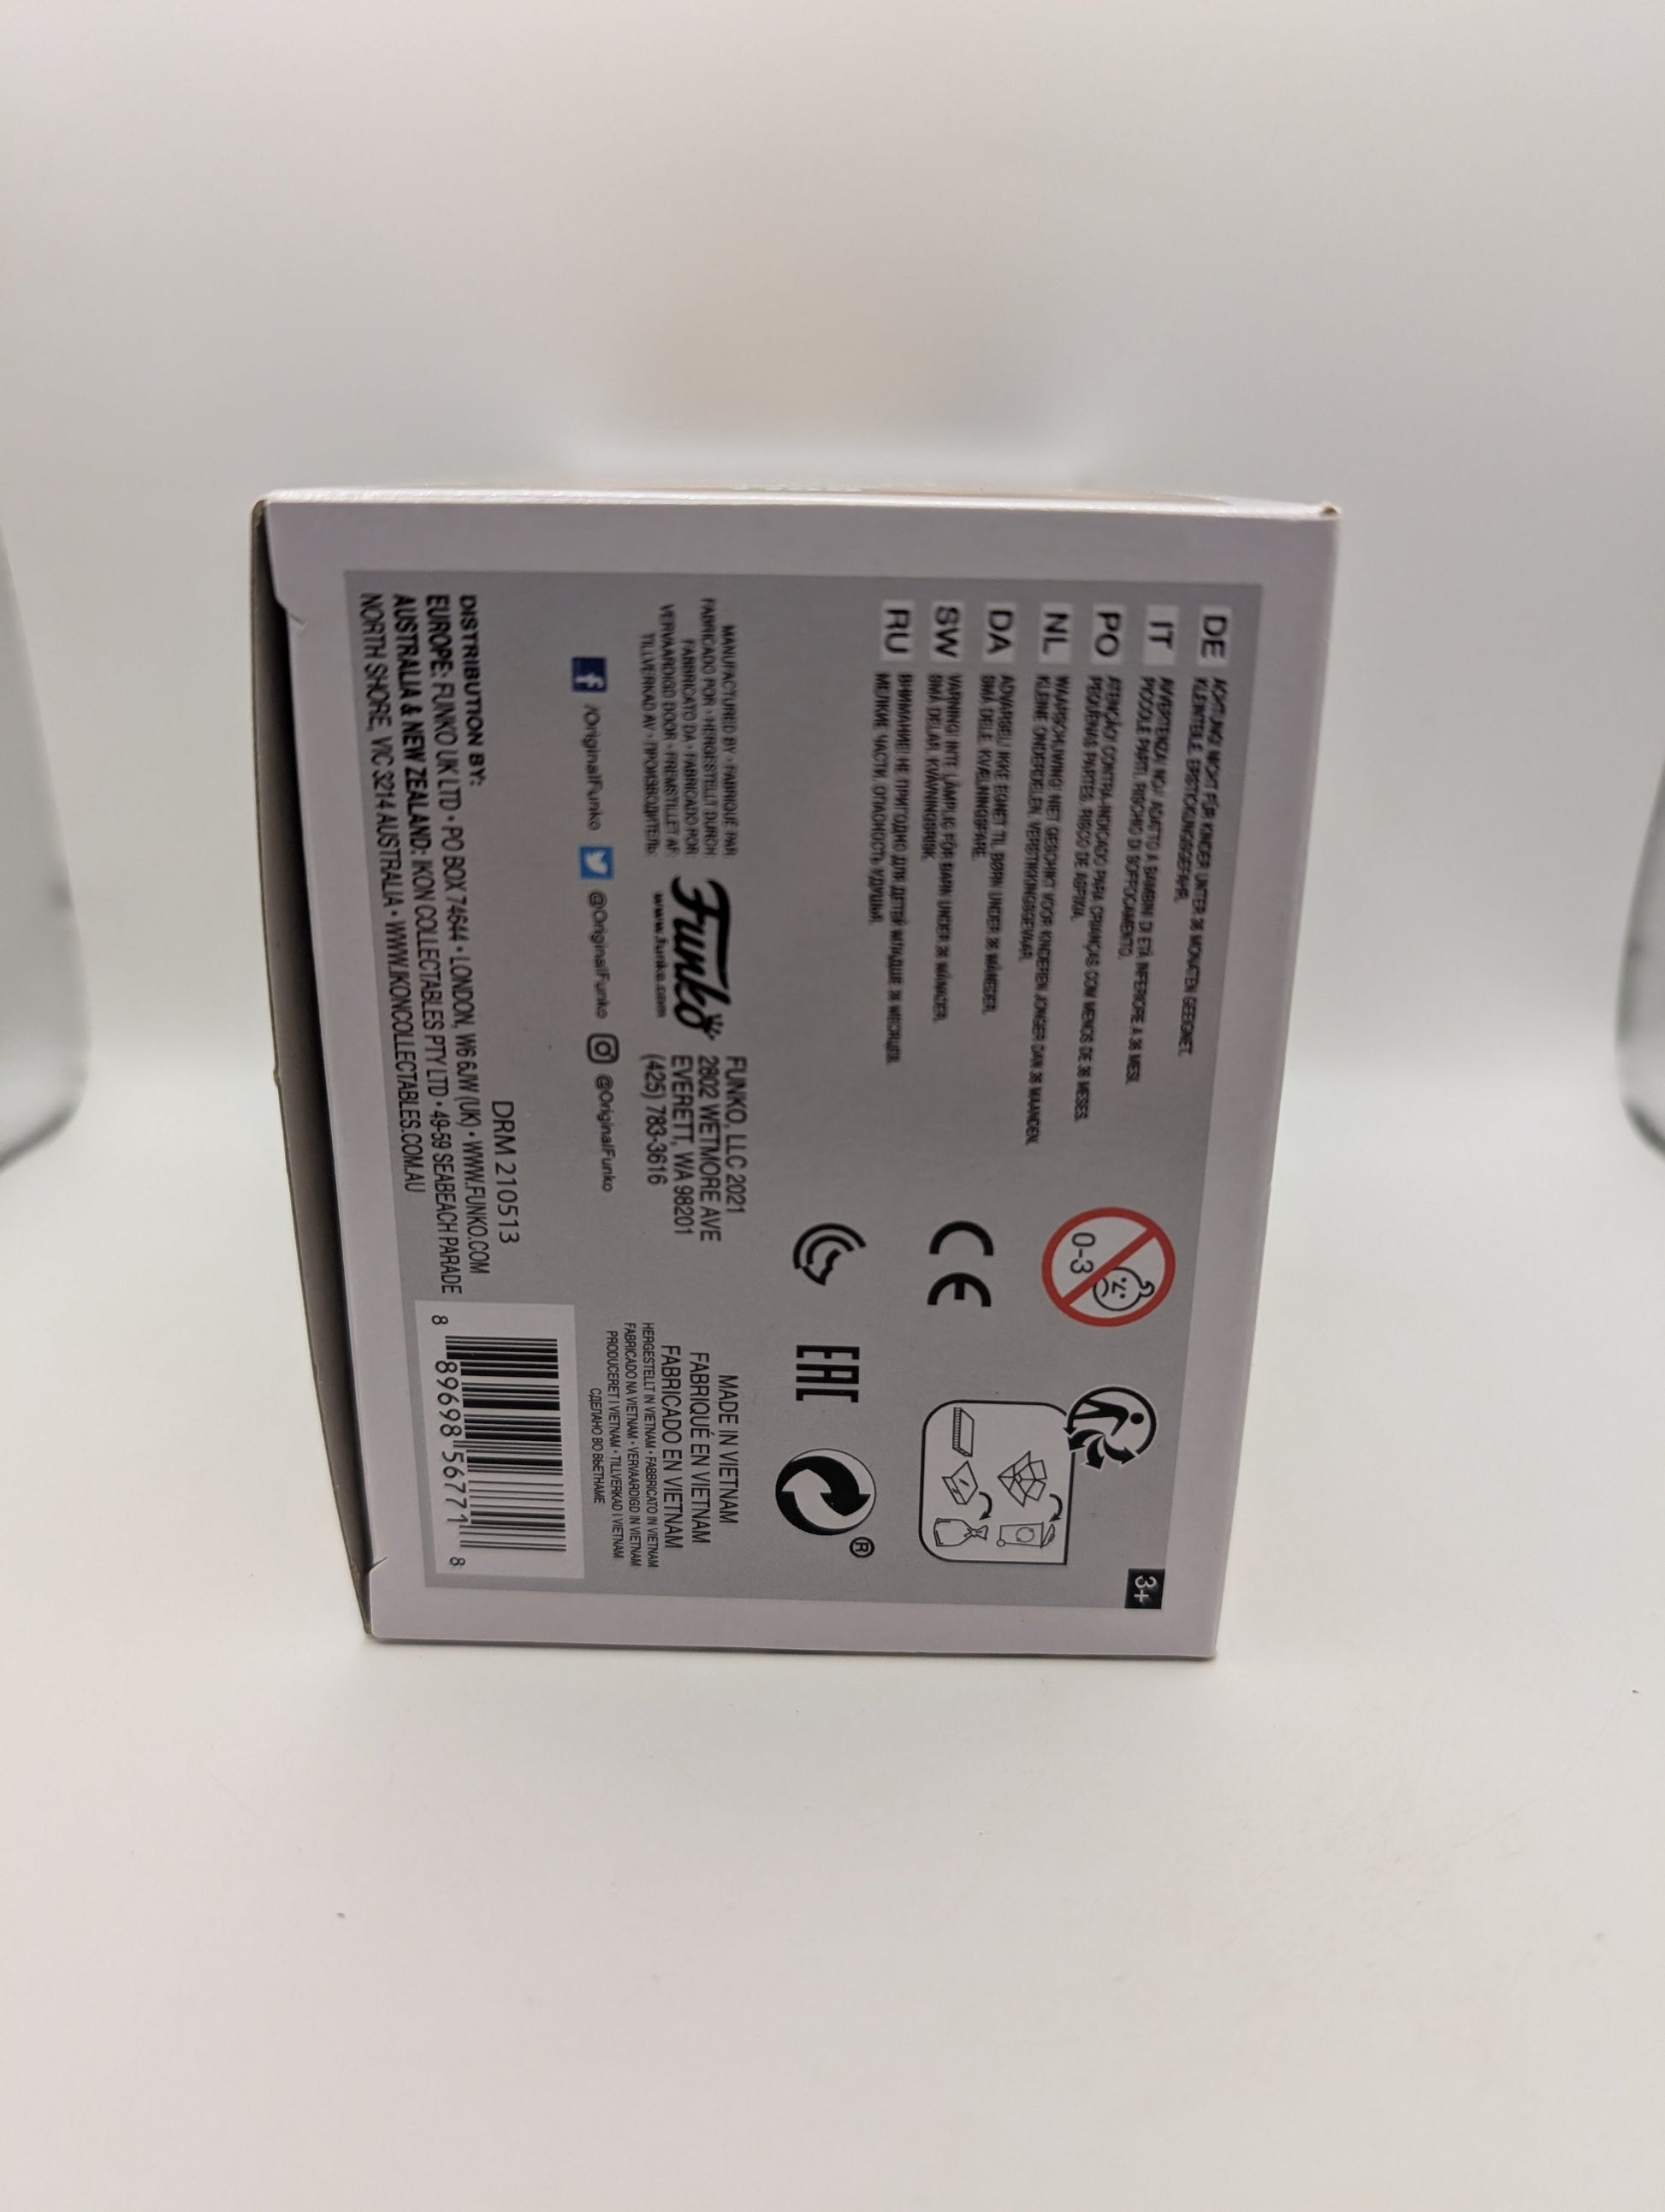 DE ACHTUNG! NICHT FÜR KINDER UNTER 36 MONATEN GEEIGNET.
KLEINTEILE. ERSTICKUNGSGEFAHR.
IT AVVERTENZA! NON ADATTO A BAMBINI DI ETÀ INFERIORE A 36 MESI.
PICCOLE PARTI. RISCHIO DI SOFFOCAMENTO.
PO ATENÇÃO! CONTRA-INDICADO PARA CRIANÇAS COM MENOS DE 36 MESES.
PEQUENAS PARTES. RISCO DE ASFIXIA.
NL WAARSCHUWING! NIET GESCHIKT VOOR KINDEREN JONGER DAN 36 MAANDEN.
KLEINE ONDERDELEN. VERSTIKKINGSGEVAAR.
DA ADVARSEL! IKKE EGNET TIL BØRN UNDER 36 MÅNEDER.
SMÅ DELE. KVÆLNINGSFARE.
SW VARNING! INTE LÄMPLIG FÖR BARN UNDER 36 MÅNADER.
SMÅ DELAR. KVÄVNINGSRISK.
RU ВНИМАНИЕ! НЕ ПРИГОДНО ДЛЯ ДЕТЕЙ МЛАДШЕ 36 МЕСЯЦЕВ.
МЕЛКИЕ ЧАСТИ. ОПАСНОСТЬ УДУШЬЯ.
0-3
3+
CE
EAC
®
MANUFACTURED BY • FABRIQUÉ PAR:
FABRICADO POR • HERGESTELLT DURCH:
FABBRICATO DA • FABRICADO POR:
VERVAARDIGD DOOR • FREMSTILLET AF:
TILLVERKAD AV • ПРОИЗВОДИТЕЛЬ:
Funko
www.funko.com
FUNKO, LLC 2021
2802 WETMORE AVE
EVERETT, WA 98201
(425) 783-3616
MADE IN VIETNAM
FABRIQUÉ EN VIETNAM
FABRICADO EN VIETNAM
HERGESTELLT IN VIETNAM • FABBRICATO IN VIETNAM
FABRICADO NA VIETNAM • VERVAARDIGD IN VIETNAM
PRODUCERET I VIETNAM • TILLVERKAD I VIETNAM
СДЕЛАНО ВО ВЬЕТНАМЕ
/OriginalFunko @OriginalFunko @OriginalFunko
DRM 210513
DISTRIBUTION BY:
EUROPE: FUNKO UK LTD • PO BOX 74644 • LONDON, W6 6JW (UK) • WWW.FUNKO.COM
AUSTRALIA & NEW ZEALAND: IKON COLLECTABLES PTY LTD • 49-59 SEABEACH PARADE
NORTH SHORE, VIC 3214 AUSTRALIA • WWW.IKONCOLLECTABLES.COM.AU
8 89698 56771 8